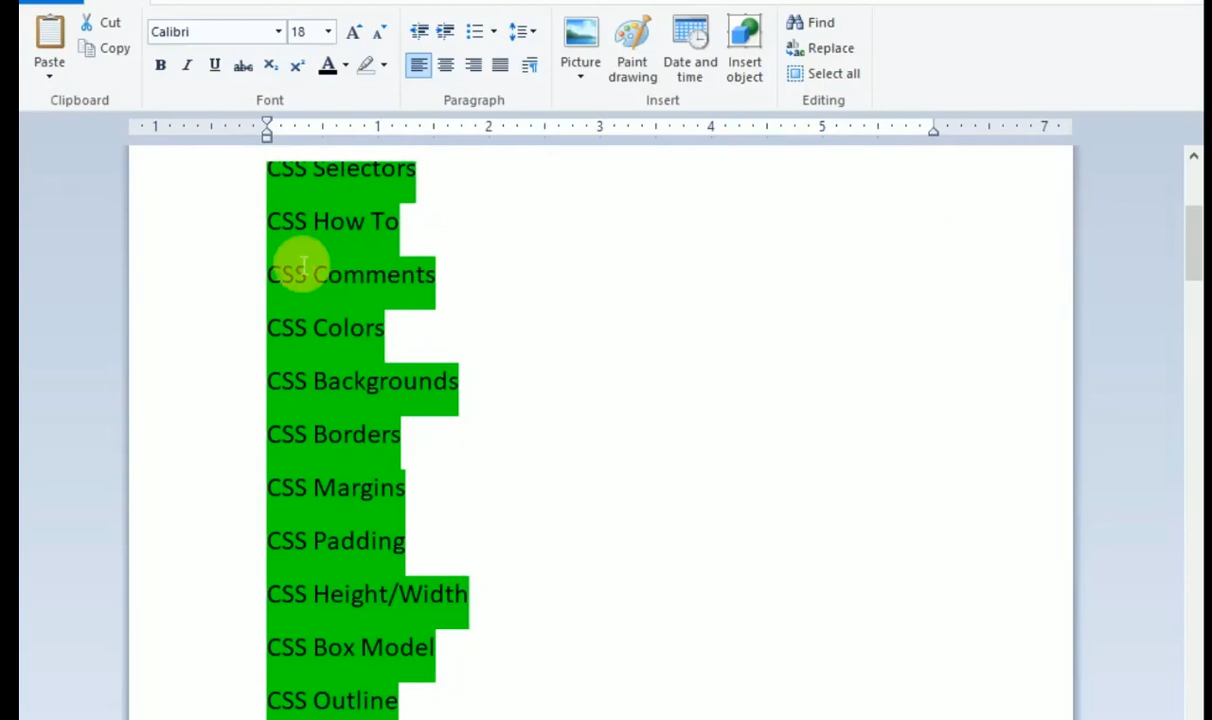 Cut
Copy
Paste
Clipboard
Calibri 18
B I U abc X₂ X² A
Font
Paragraph
Picture
Paint drawing
Date and time
Insert object
Insert
Find
Replace
Select all
Editing
1 1 2 3 4 5 7
CSS Selectors
CSS How To
CSS Comments
CSS Colors
CSS Backgrounds
CSS Borders
CSS Margins
CSS Padding
CSS Height/Width
CSS Box Model
CSS Outline